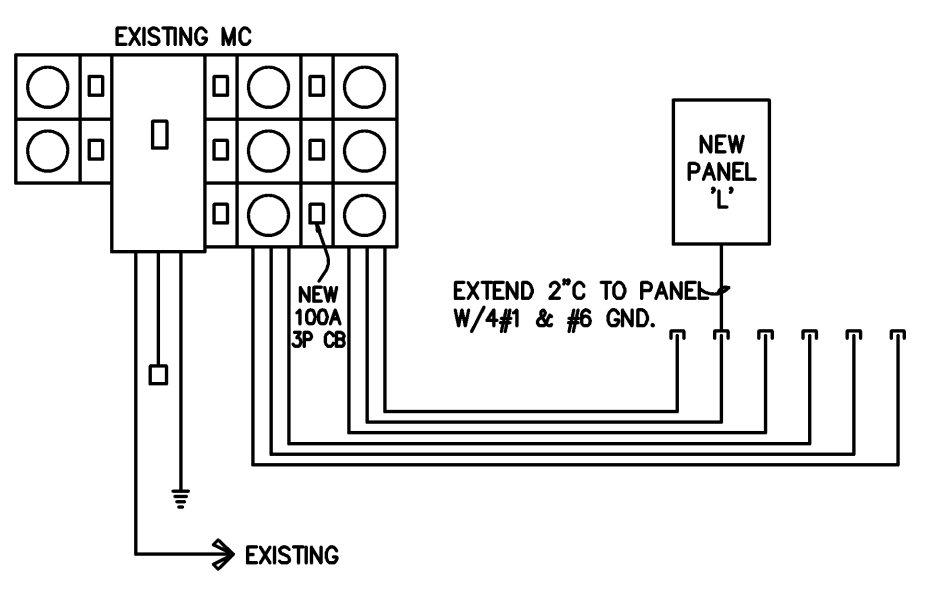 EXISTING MC
NEW
PANEL
'L'
EXTEND 2"C TO PANEL
W/4#1 & #6 GND.
NEW
100A
3P CB
EXISTING